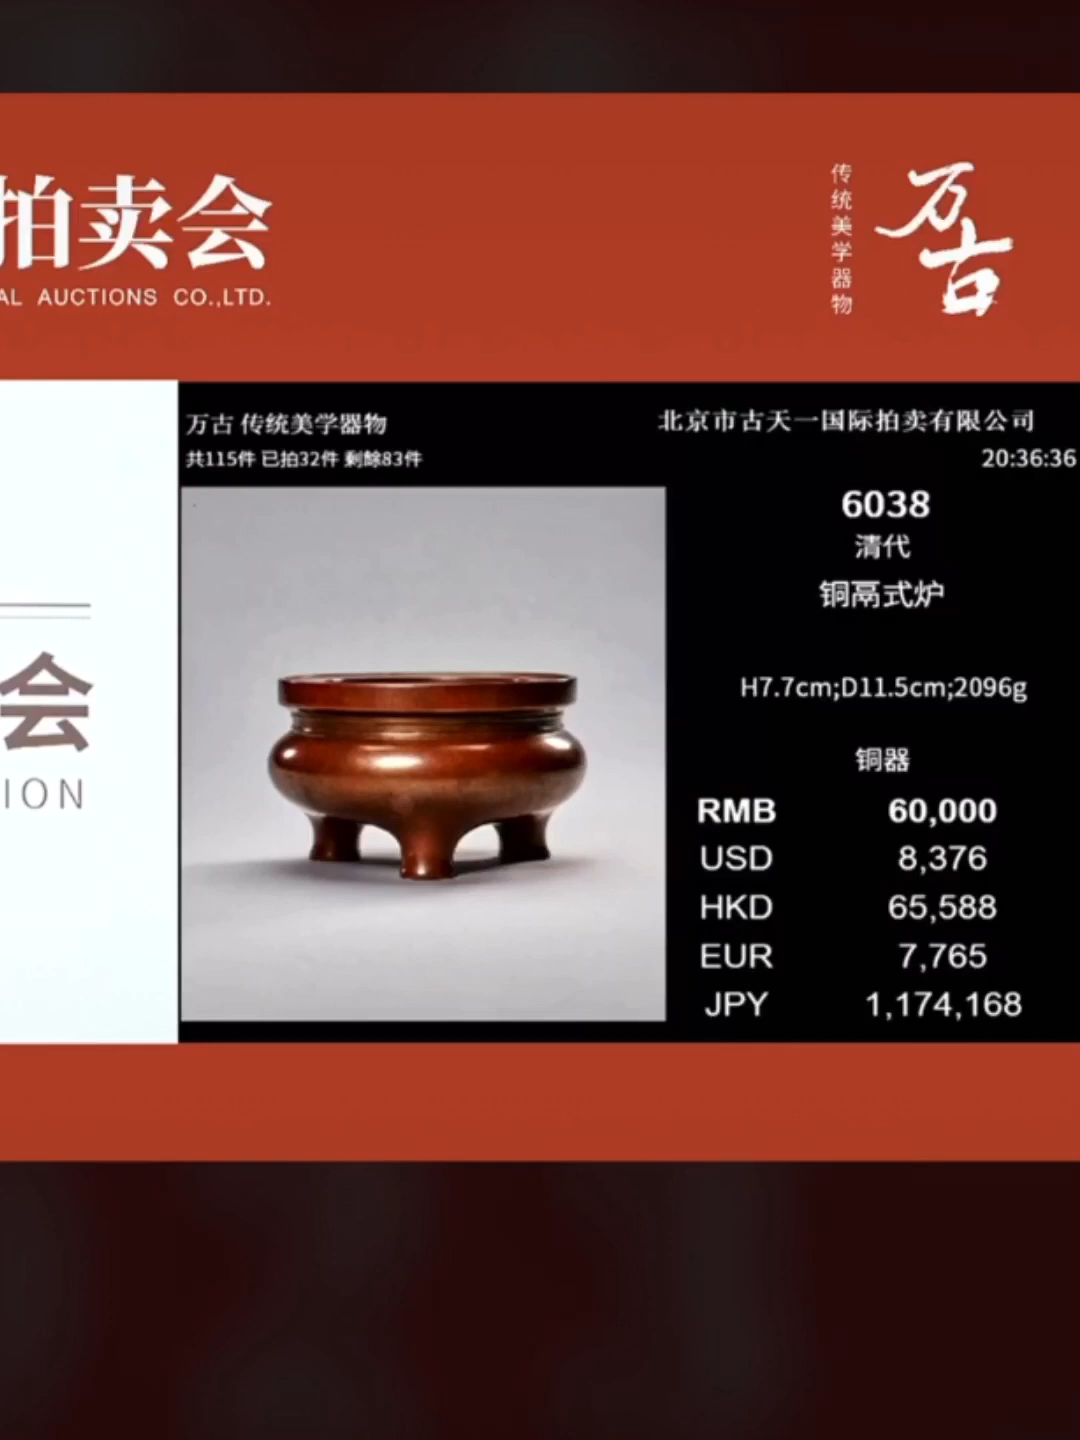 拍卖会
AL AUCTIONS CO.,LTD.
传统美学器物
万古
会
ION
万古 传统美学器物
共115件 已拍32件 剩餘83件
北京市古天一国际拍卖有限公司
20:36:36
6038
清代
铜鬲式炉
H7.7cm;D11.5cm;2096g
铜器
RMB 60,000
USD 8,376
HKD 65,588
EUR 7,765
JPY 1,174,168